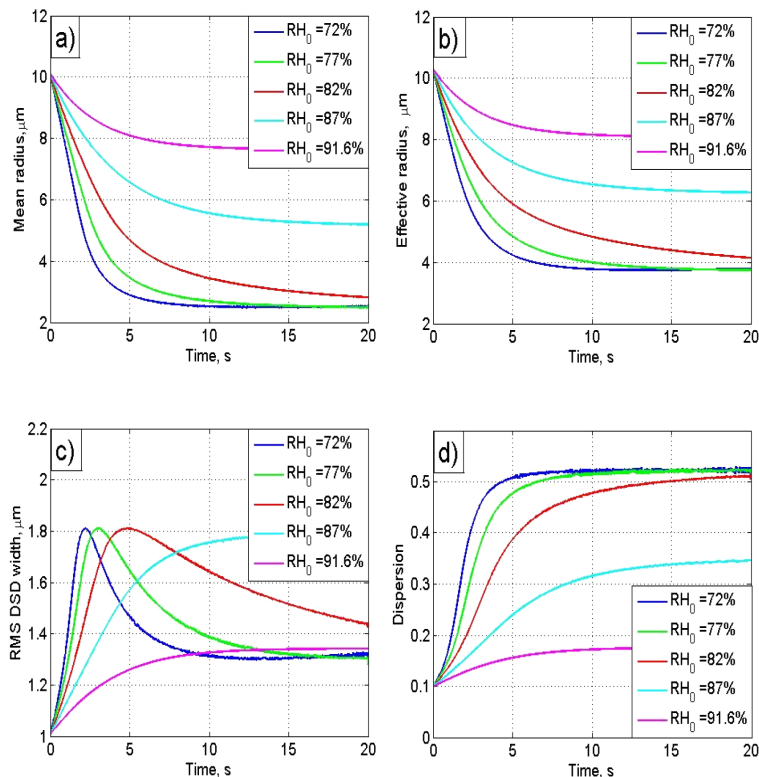 a)
RH0 =72%
RH0 =77%
RH0 =82%
RH0 =87%
RH0 =91.6%
12
10
8
6
4
2
0
5
10
15
20
Mean radius,μm
Time, s
b)
RH0 =72%
RH0 =77%
RH0 =82%
RH0 =87%
RH0 =91.6%
12
10
8
6
4
2
0
5
10
15
20
Effective radius, μm
Time, s
c)
RH0 =72%
RH0 =77%
RH0 =82%
RH0 =87%
RH0 =91.6%
2.2
2
1.8
1.6
1.4
1.2
1
0
5
10
15
20
RMS DSD width, μm
Time, s
d)
RH0 =72%
RH0 =77%
RH0 =82%
RH0 =87%
RH0 =91.6%
0.5
0.4
0.3
0.2
0.1
0
0
5
10
15
20
Dispersion
Time, s